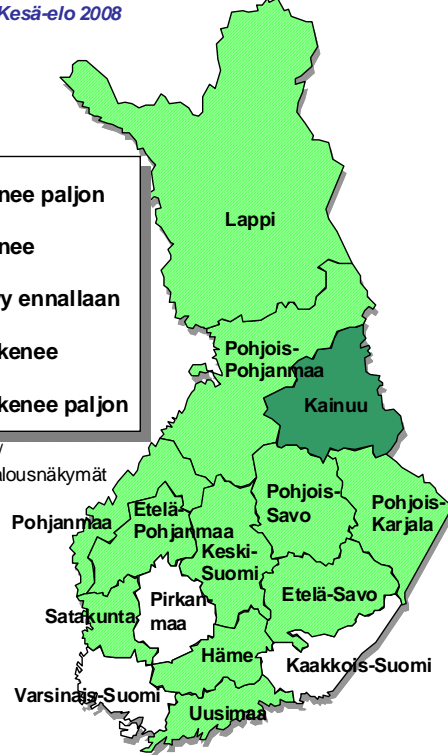 Kesä-elo 2008
nee paljon
nee
y ennallaan
kenee
kenee paljon
alousnäkymät
Lappi
Pohjois-
Pohjanmaa
Kainuu
Pohjanmaa
Etelä-
Pohjanmaa
Keski-
Suomi
Pohjois-
Savo
Pohjois-
Karjala
Etelä-Savo
Satakunta
Pirkan-
maa
Häme
Kaakkois-Suomi
Varsinais-Suomi
Uusimaa